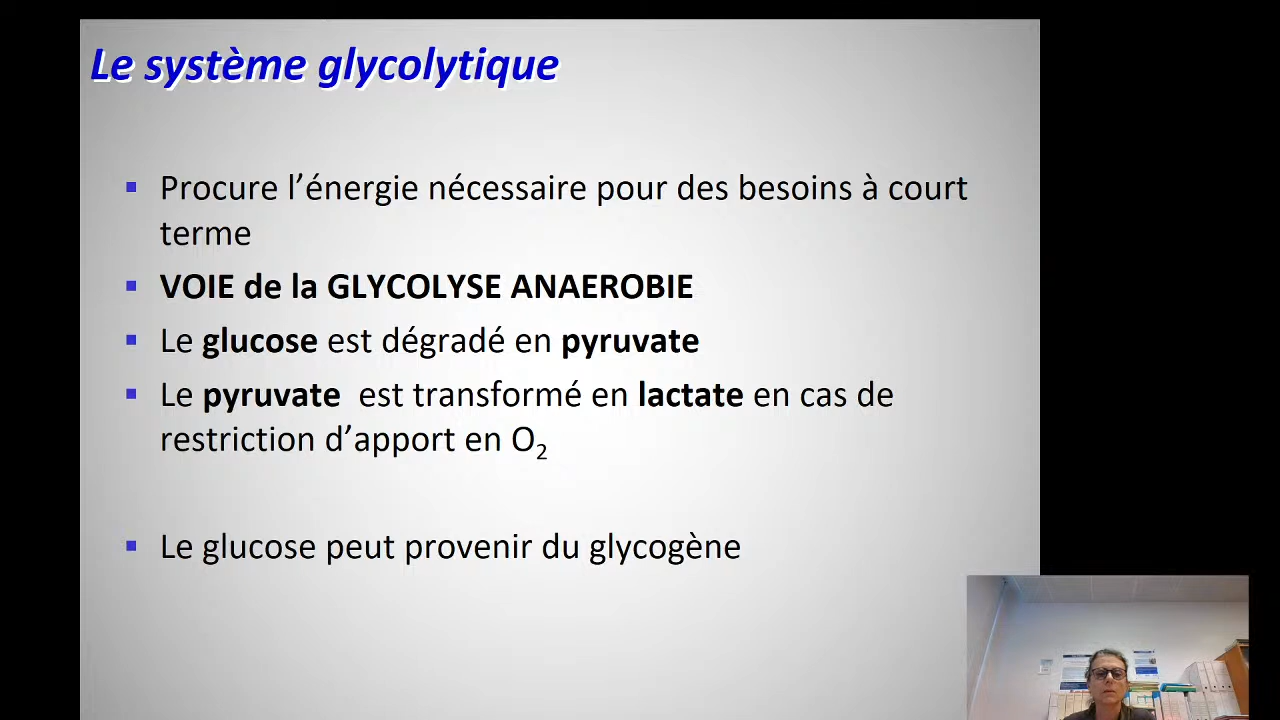 Le système glycolytique
Procure l’énergie nécessaire pour des besoins à court
terme
VOIE de la GLYCOLYSE ANAEROBIE
Le glucose est dégradé en pyruvate
Le pyruvate est transformé en lactate en cas de
restriction d’apport en O₂
Le glucose peut provenir du glycogène